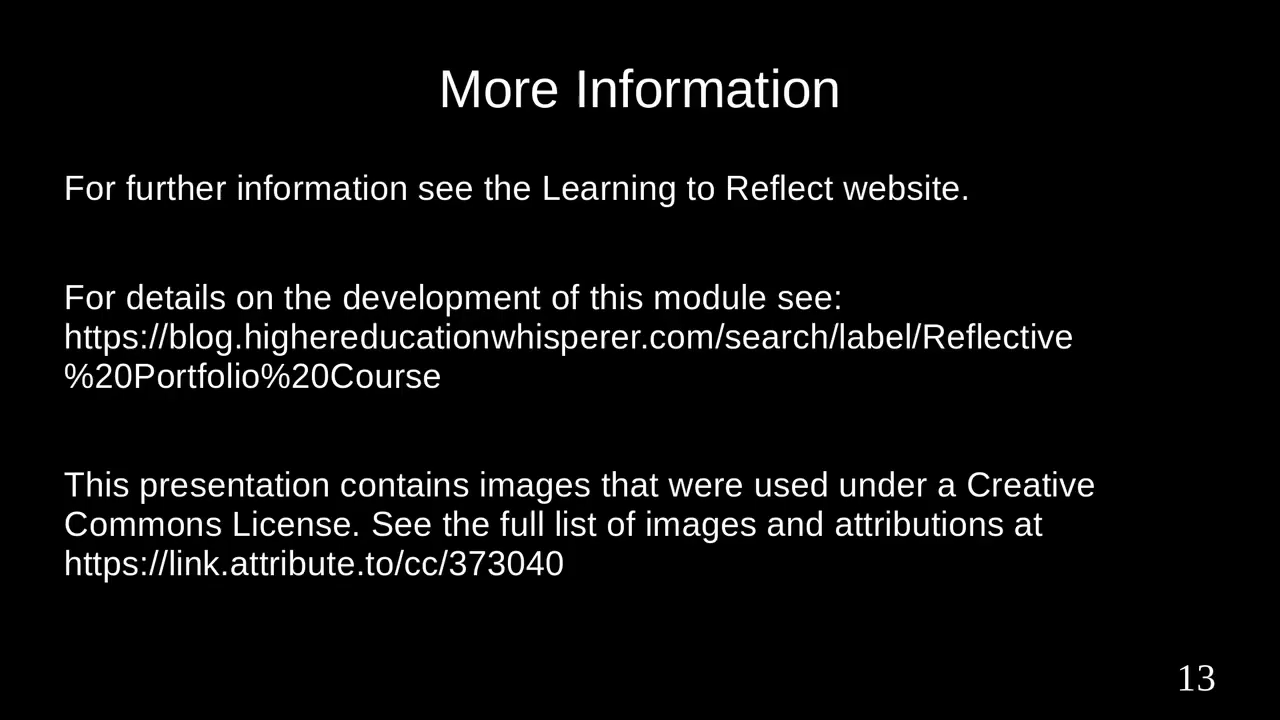 More Information
For further information see the Learning to Reflect website.
For details on the development of this module see:
https://blog.highereducationwhisperer.com/search/label/Reflective
%20Portfolio%20Course
This presentation contains images that were used under a Creative
Commons License. See the full list of images and attributions at
https://link.attribute.to/cc/373040
13